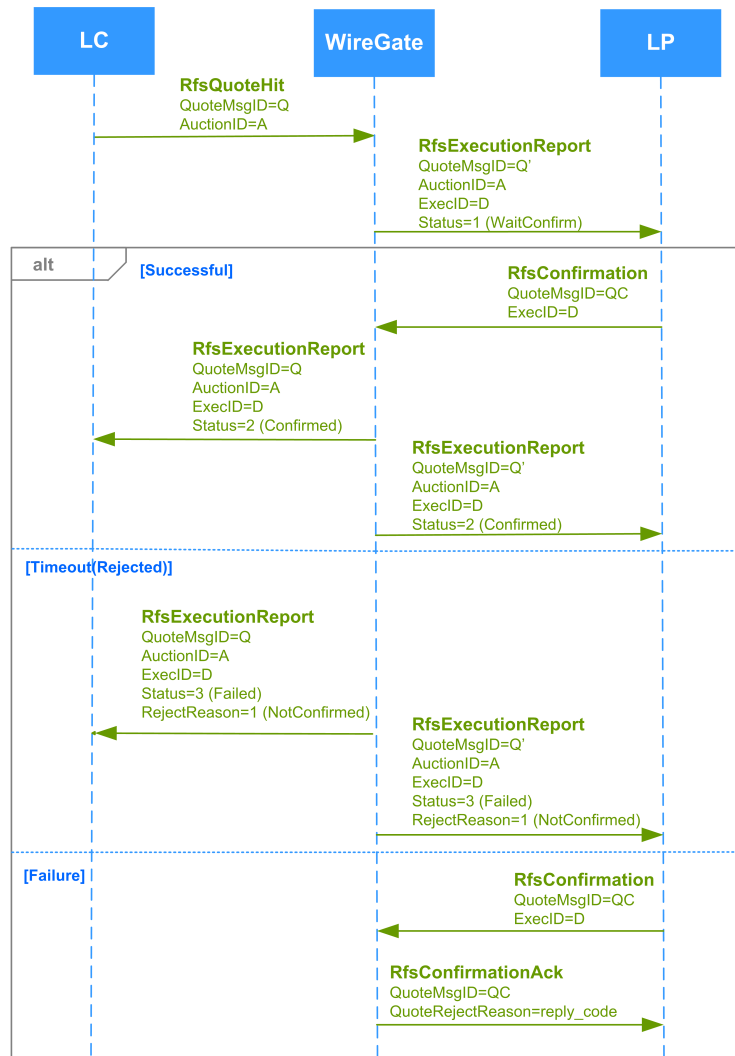 LC
WireGate
LP
RfsQuoteHit
QuoteMsgID=Q
AuctionID=A
RfsExecutionReport
QuoteMsgID=Q’
AuctionID=A
ExecID=D
Status=1 (WaitConfirm)
alt
[Successful]
RfsConfirmation
QuoteMsgID=QC
ExecID=D
RfsExecutionReport
QuoteMsgID=Q
AuctionID=A
ExecID=D
Status=2 (Confirmed)
RfsExecutionReport
QuoteMsgID=Q’
AuctionID=A
ExecID=D
Status=2 (Confirmed)
[Timeout(Rejected)]
RfsExecutionReport
QuoteMsgID=Q
AuctionID=A
ExecID=D
Status=3 (Failed)
RejectReason=1 (NotConfirmed)
RfsExecutionReport
QuoteMsgID=Q’
AuctionID=A
ExecID=D
Status=3 (Failed)
RejectReason=1 (NotConfirmed)
[Failure]
RfsConfirmation
QuoteMsgID=QC
ExecID=D
RfsConfirmationAck
QuoteMsgID=QC
QuoteRejectReason=reply_code